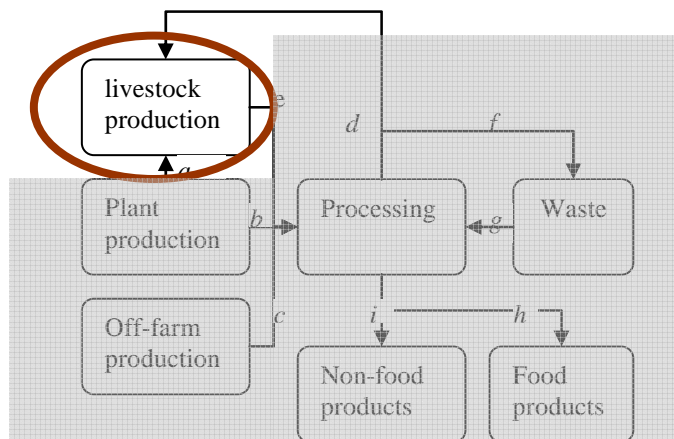 livestock
production
e
d
f
a
Plant
production
b
Processing
g
Waste
Off-farm
production
c
i
h
Non-food
products
Food
products